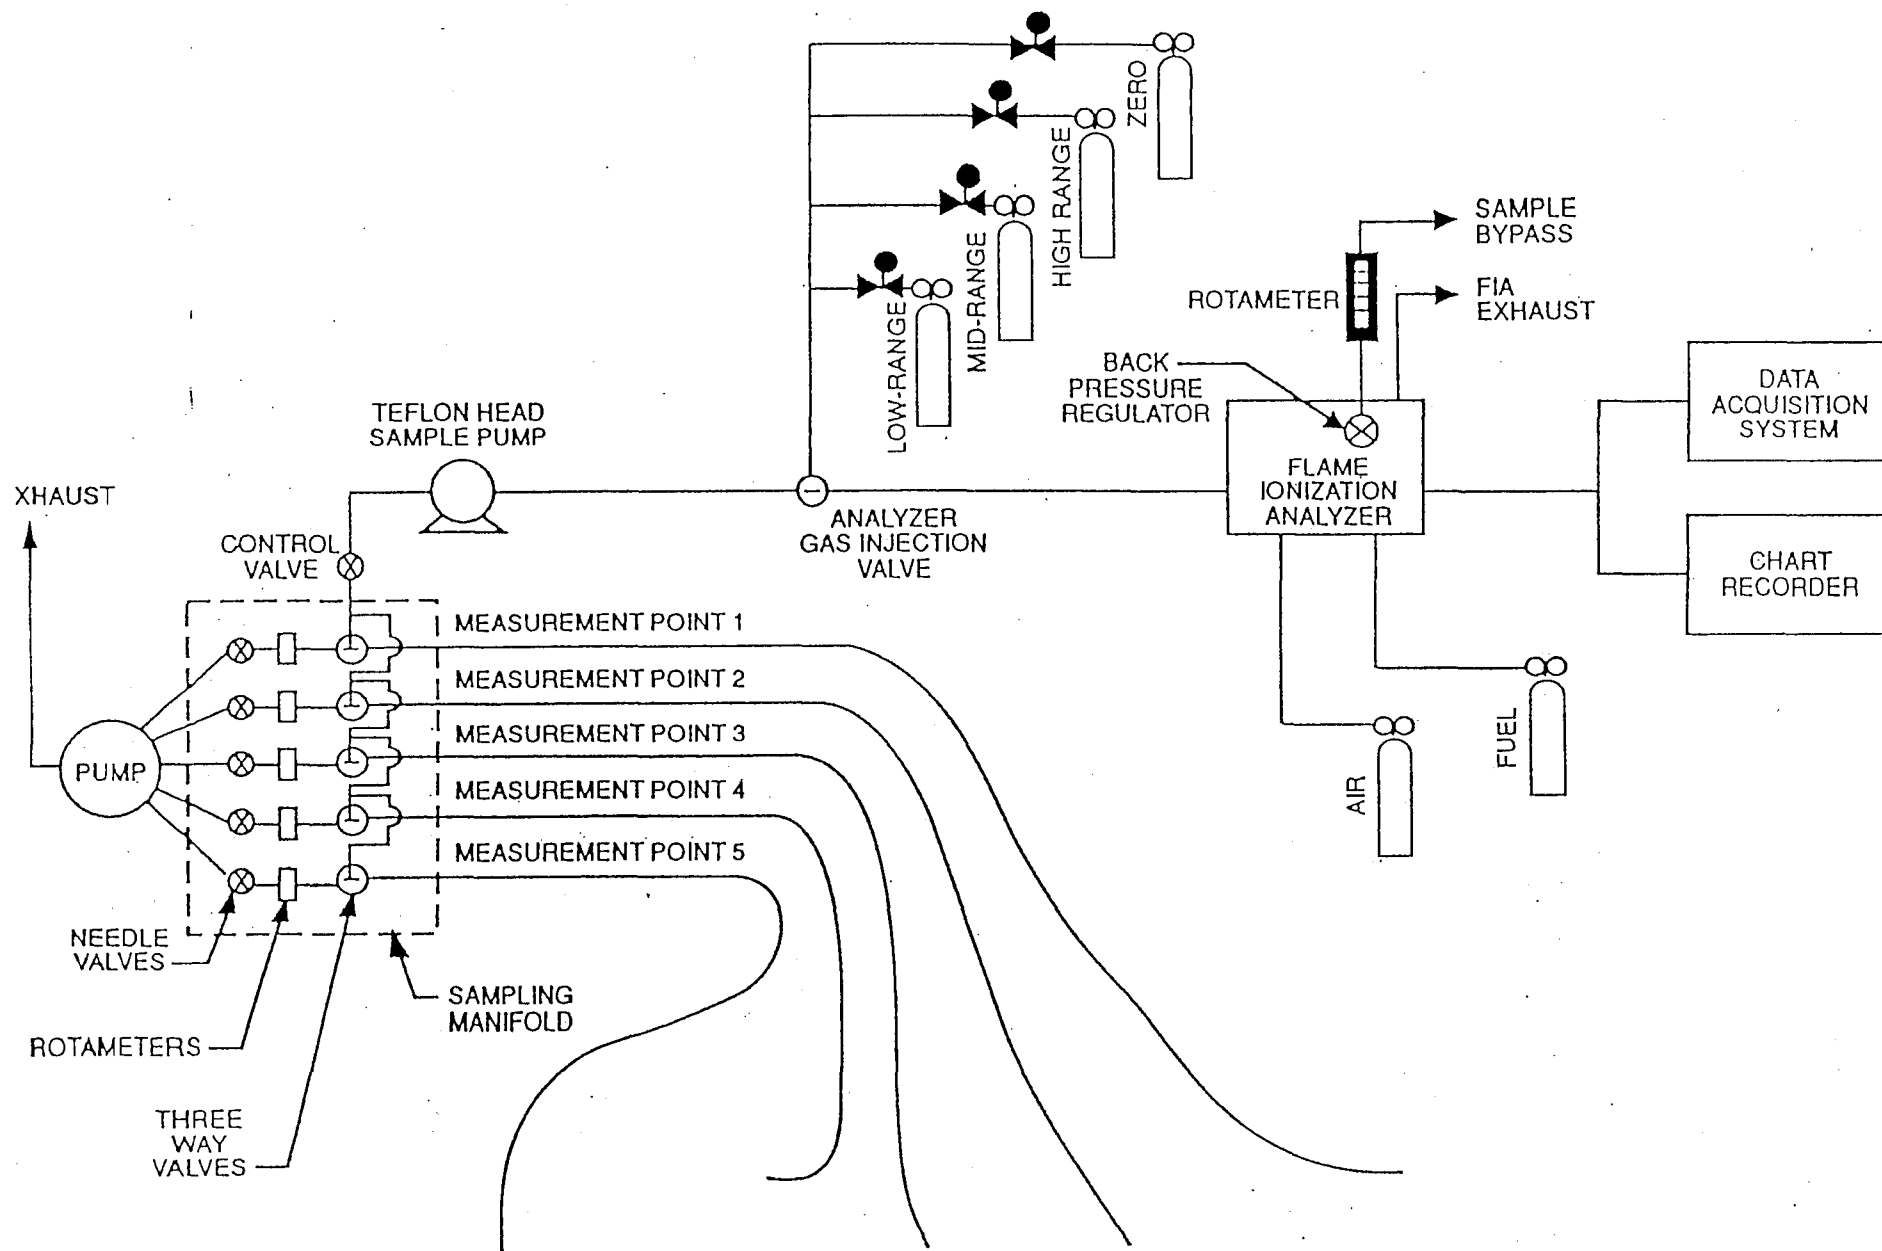 ZERO
HIGH RANGE
MID-RANGE
LOW-RANGE
SAMPLE
BYPASS
ROTAMETER
FIA
EXHAUST
BACK
PRESSURE
REGULATOR
DATA
ACQUISITION
SYSTEM
TEFLON HEAD
SAMPLE PUMP
FLAME
IONIZATION
ANALYZER
XHAUST
ANALYZER
GAS INJECTION
VALVE
CONTROL
VALVE
CHART
RECORDER
MEASUREMENT POINT 1
MEASUREMENT POINT 2
MEASUREMENT POINT 3
MEASUREMENT POINT 4
MEASUREMENT POINT 5
PUMP
FUEL
AIR
NEEDLE
VALVES
SAMPLING
MANIFOLD
ROTAMETERS
THREE
WAY
VALVES